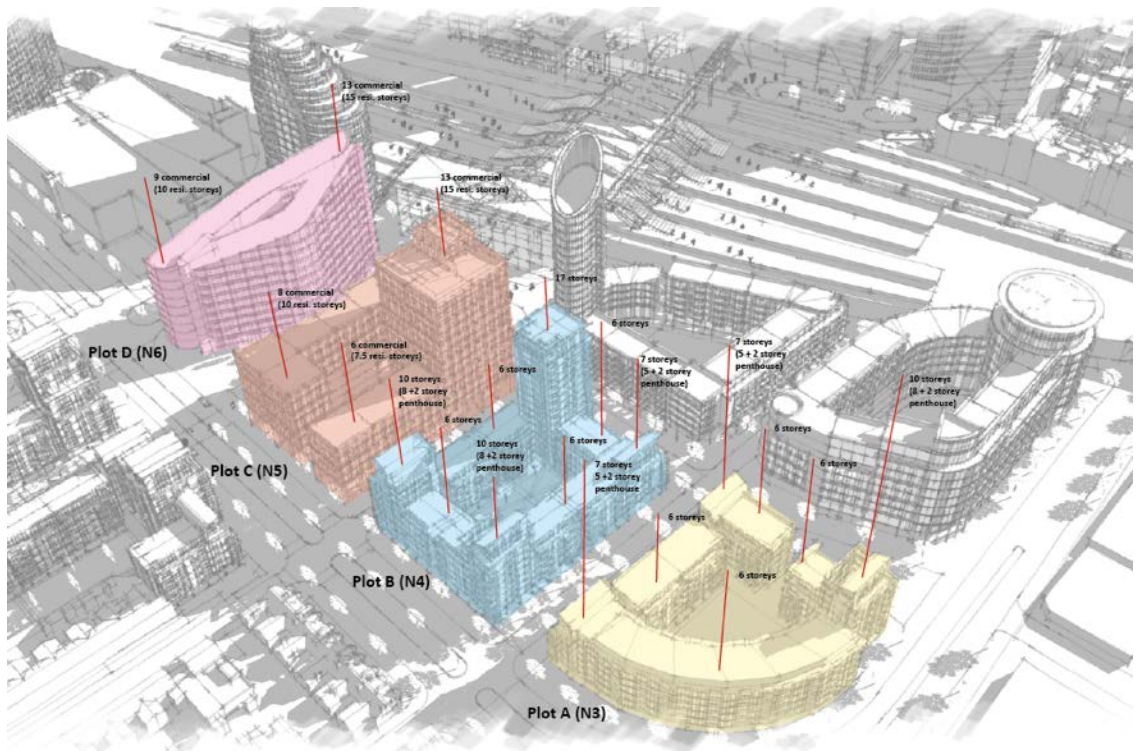 13 commercial
(15 resi. storeys)
9 commercial
(10 resi. storeys)
13 commercial
(15 resi. storeys)
8 commercial
(10 resi. storeys)
17 storeys
6 storeys
Plot D (N6)
6 commercial
(7.5 resi. storeys)
7 storeys
(5 + 2 storey
penthouse)
7 storeys
(5 + 2 storey
penthouse)
10 storeys
(8 +2 storey
penthouse)
6 storeys
10 storeys
(8 + 2 storey
penthouse)
6 storeys
6 storeys
10 storeys
(8 +2 storey
penthouse)
6 storeys
7 storeys
5 +2 storey
penthouse
6 storeys
Plot C (N5)
6 storeys
6 storeys
Plot B (N4)
Plot A (N3)